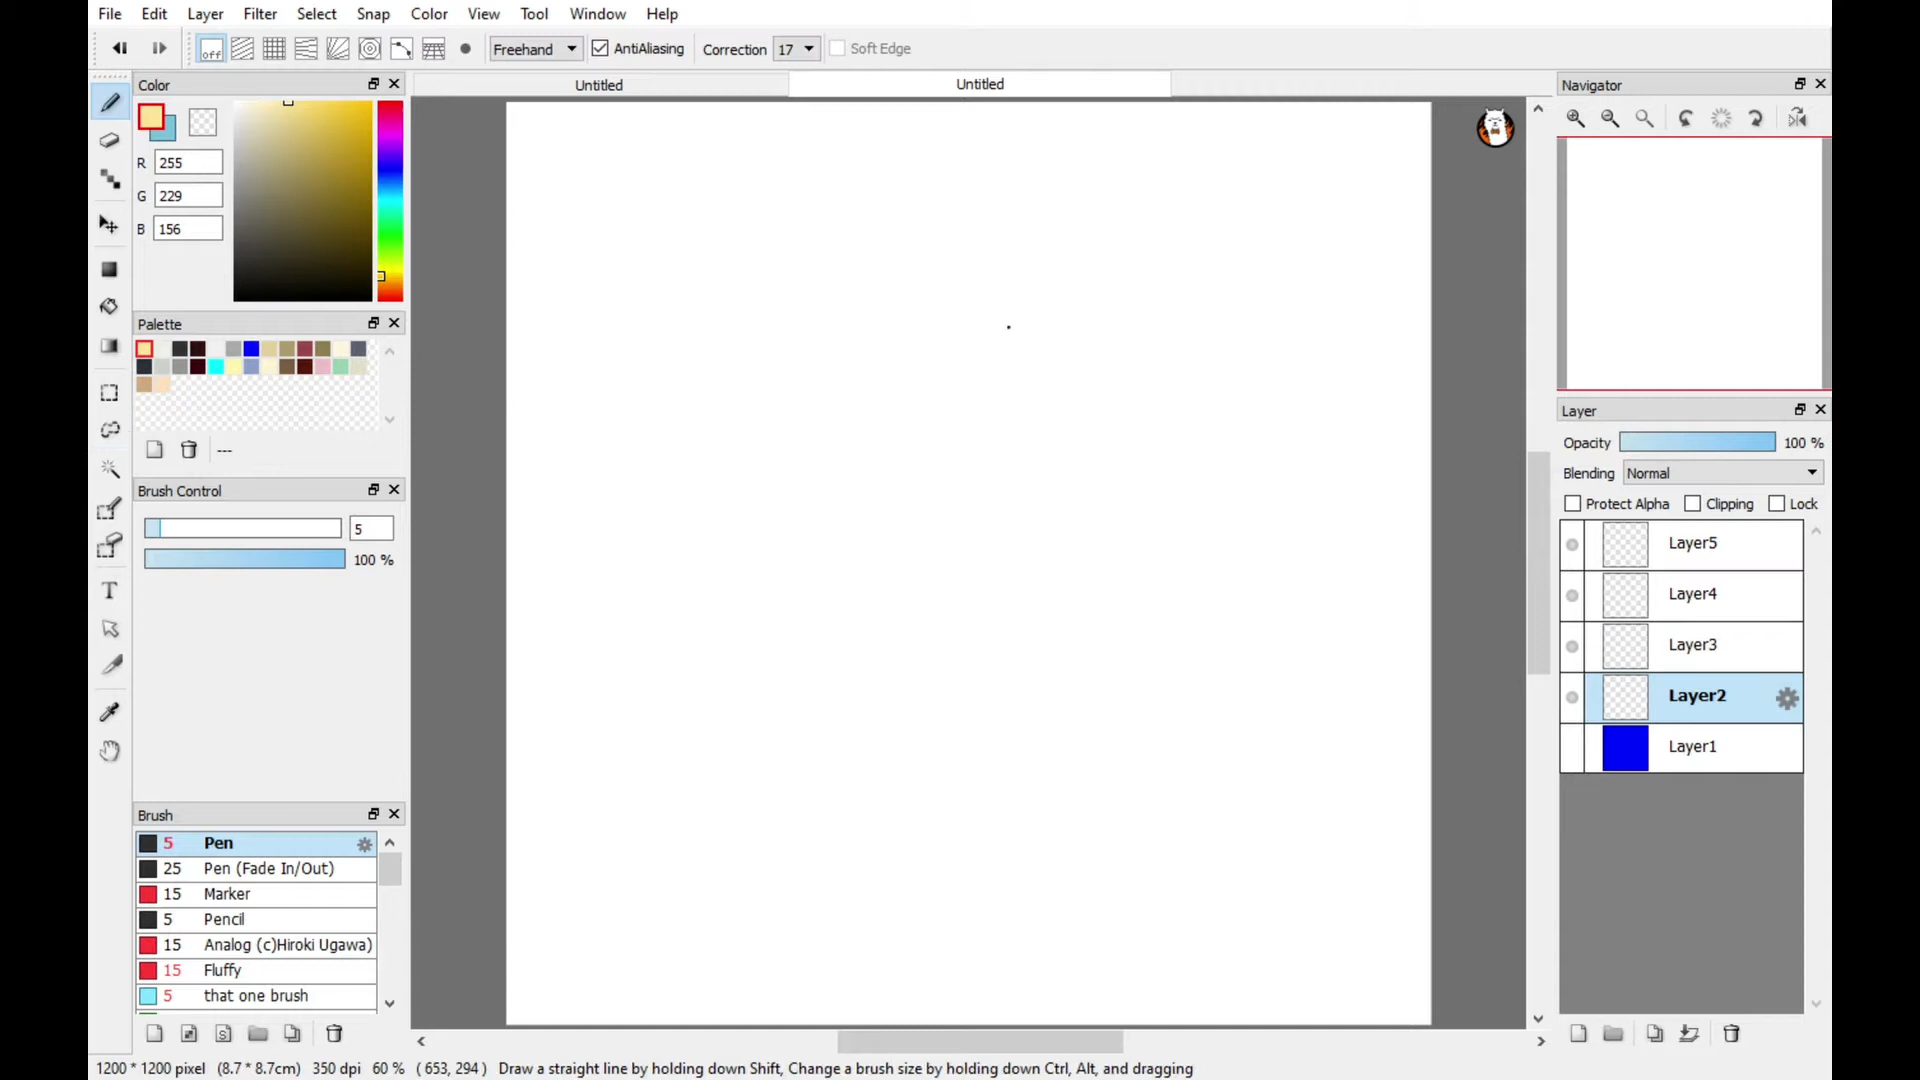 File Edit Layer Filter Select Snap Color View Tool Window Help
off Freehand AntiAliasing Correction 17 Soft Edge
Color
R 255
G 229
B 156
Palette
---
Brush Control
5
100 %
Brush
5 Pen
25 Pen (Fade In/Out)
15 Marker
5 Pencil
15 Analog (c)Hiroki Ugawa)
15 Fluffy
5 that one brush
S
T
Untitled Untitled
Navigator
Layer
Opacity 100 %
Blending Normal
Protect Alpha Clipping Lock
Layer5
Layer4
Layer3
Layer2
Layer1
1200 * 1200 pixel (8.7 * 8.7cm) 350 dpi 60 % ( 653, 294 ) Draw a straight line by holding down Shift, Change a brush size by holding down Ctrl, Alt, and dragging